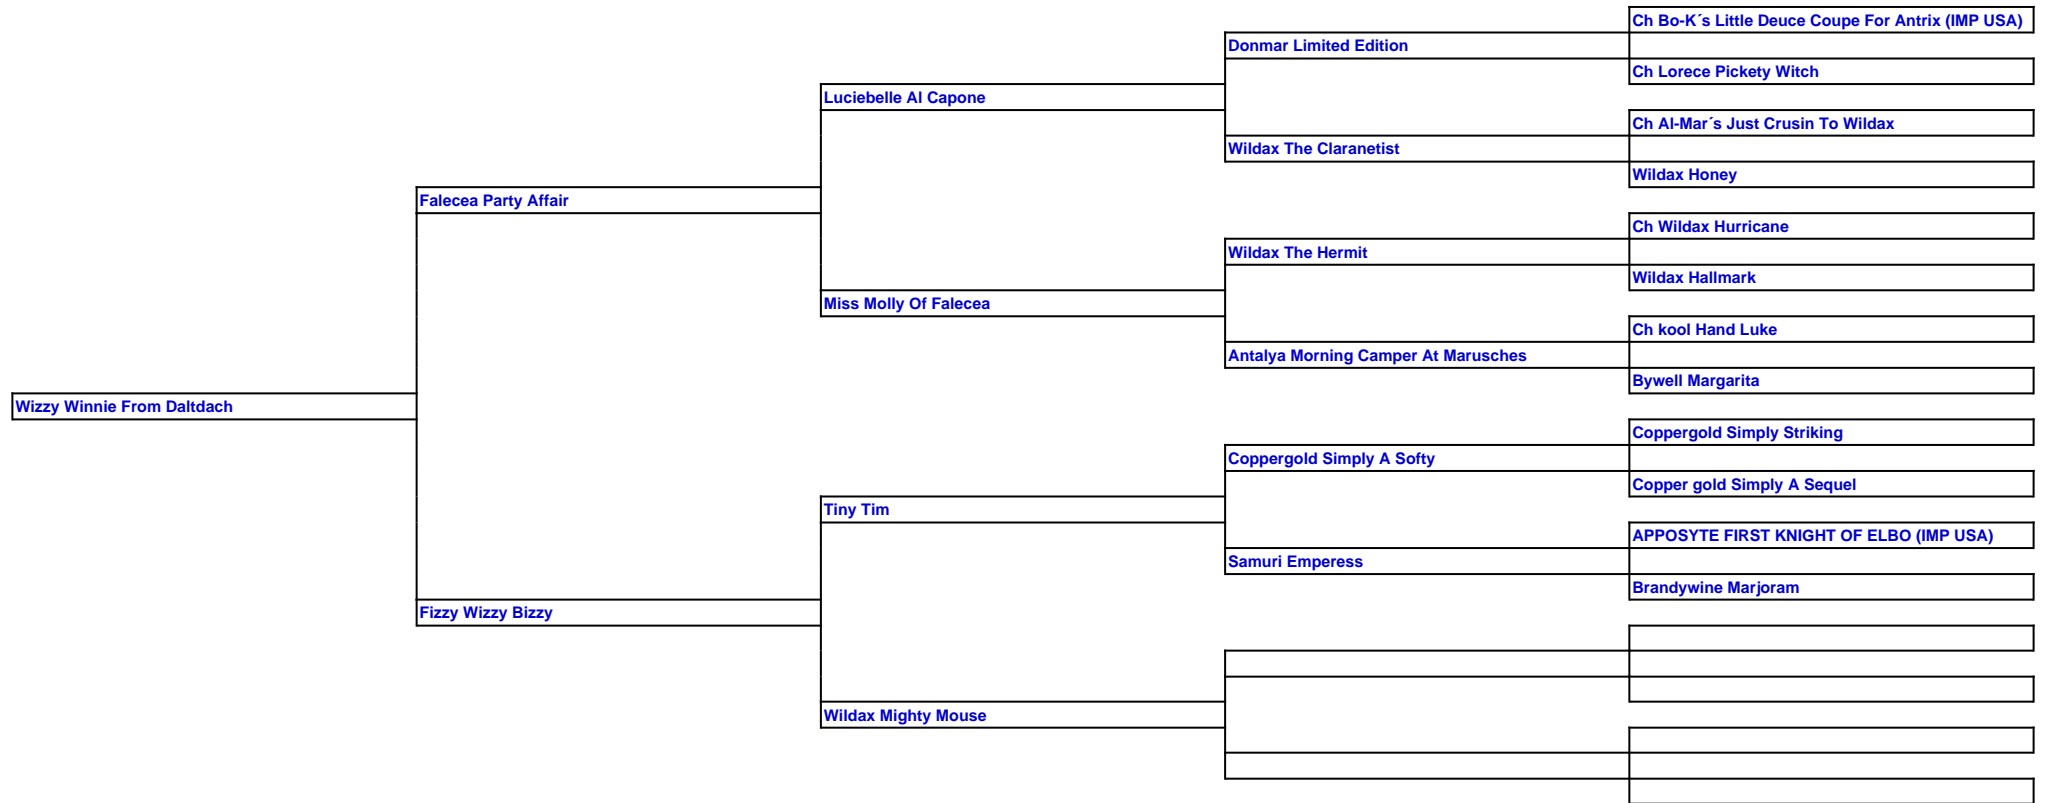 Ch Bo-K´s Little Deuce Coupe For Antrix (IMP USA)
Donmar Limited Edition
Ch Lorece Pickety Witch
Luciebelle Al Capone
Ch Al-Mar´s Just Crusin To Wildax
Wildax The Claranetist
Wildax Honey
Falecea Party Affair
Ch Wildax Hurricane
Wildax The Hermit
Wildax Hallmark
Miss Molly Of Falecea
Ch kool Hand Luke
Antalya Morning Camper At Marusches
Bywell Margarita
Wizzy Winnie From Daltdach
Coppergold Simply Striking
Coppergold Simply A Softy
Copper gold Simply A Sequel
Tiny Tim
APPOSYTE FIRST KNIGHT OF ELBO (IMP USA)
Samuri Emperess
Brandywine Marjoram
Fizzy Wizzy Bizzy
Wildax Mighty Mouse